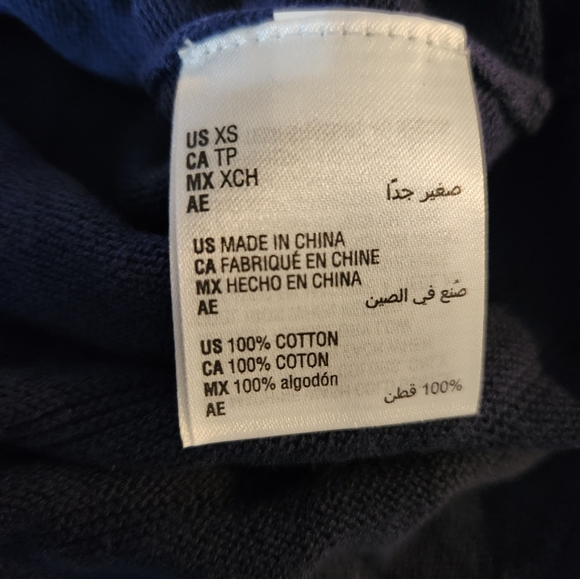 US XS
CA TP
MX XCH
AE صغير جدًا
US MADE IN CHINA
CA FABRIQUÉ EN CHINE
MX HECHO EN CHINA
AE صُنع في الصين
US 100% COTTON
CA 100% COTON
MX 100% algodón
AE 100% قطن